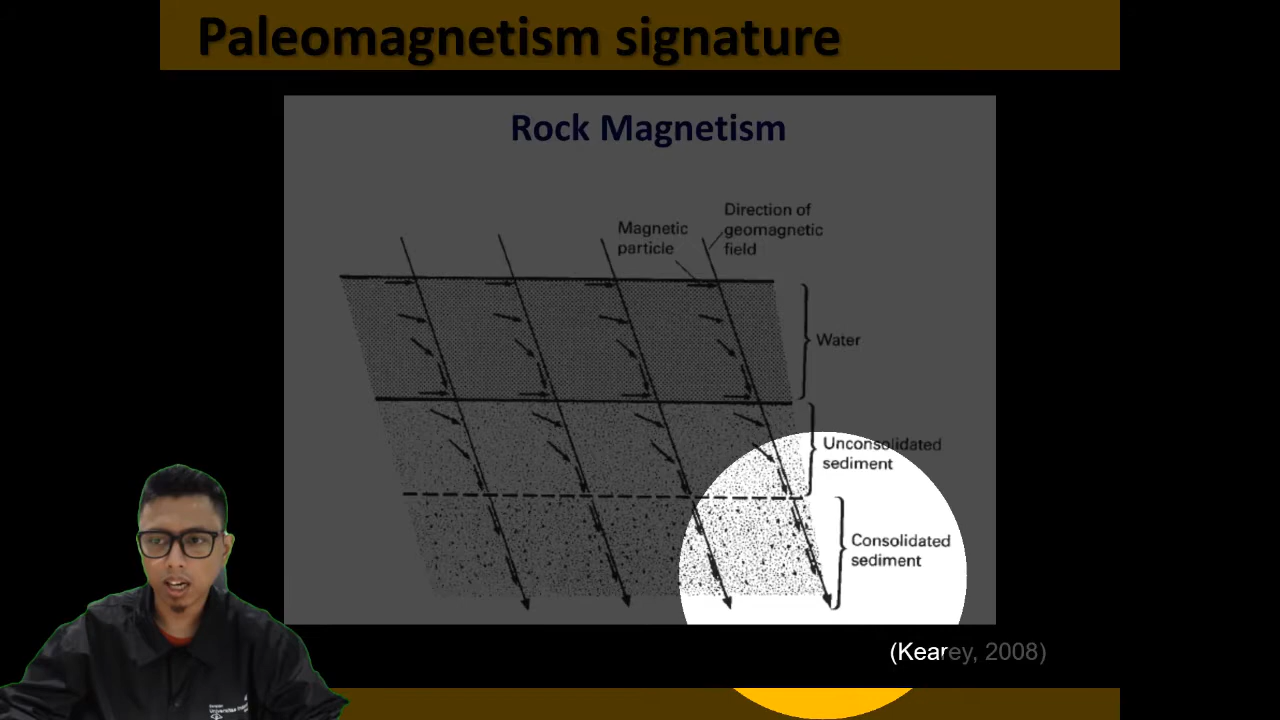 Paleomagnetism signature
Rock Magnetism
Direction of
geomagnetic
field
Magnetic
particle
Water
Unconsolidated
sediment
Consolidated
sediment
(Kearey, 2008)